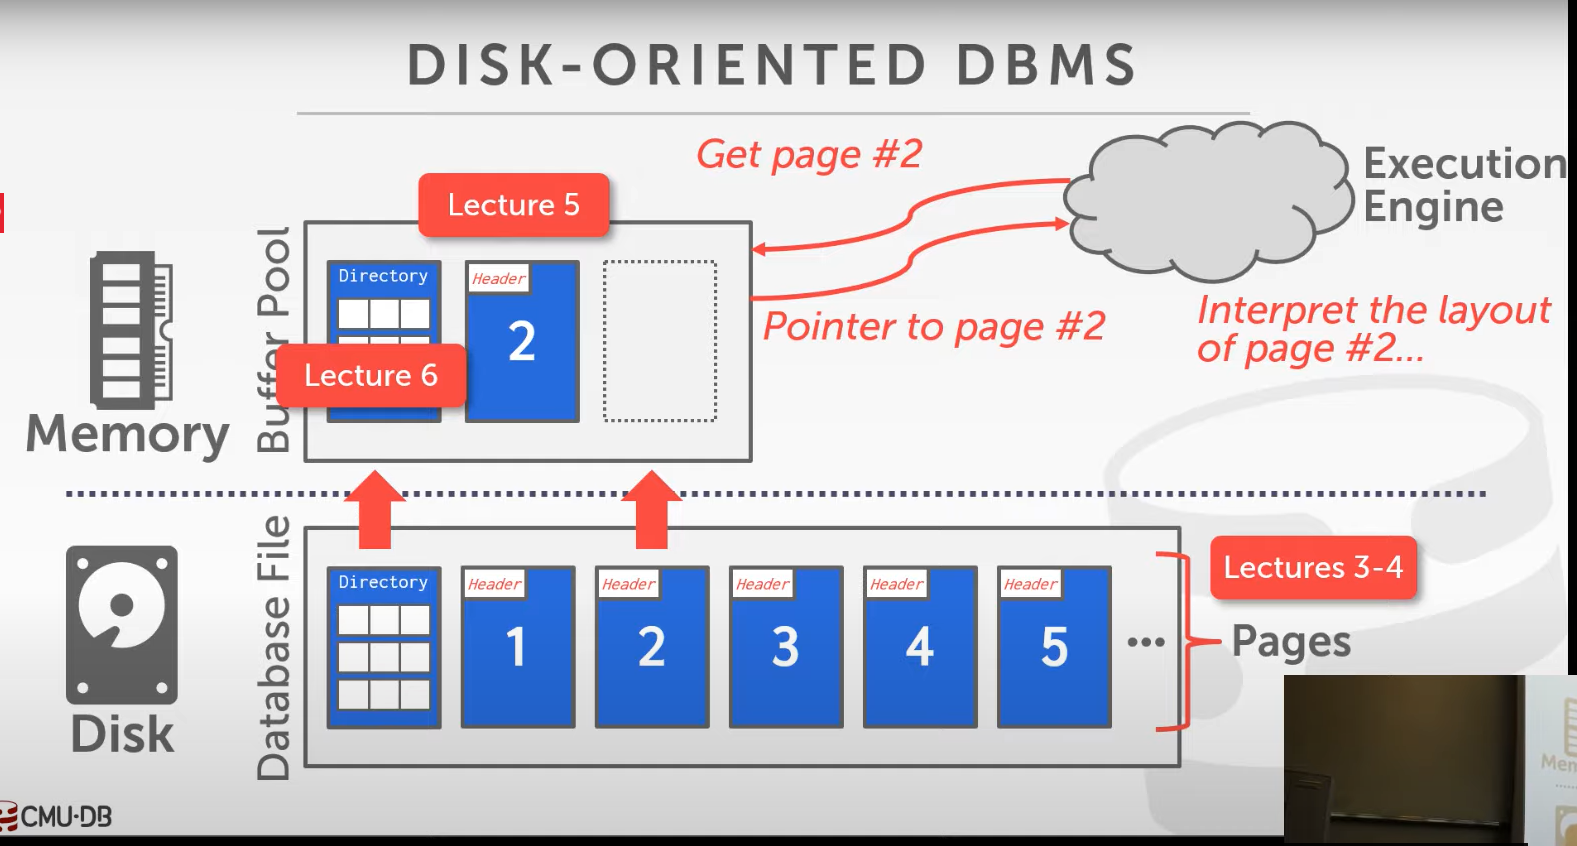 DISK-ORIENTED DBMS
Get page #2
Execution
Engine
Lecture 5
Buffer Pool
Directory
Header
2
Lecture 6
Pointer to page #2
Interpret the layout
of page #2...
Memory
Database File
Directory
Header
1
Header
2
Header
3
Header
4
Header
5
...
Lectures 3-4
Pages
Disk
CMU·DB